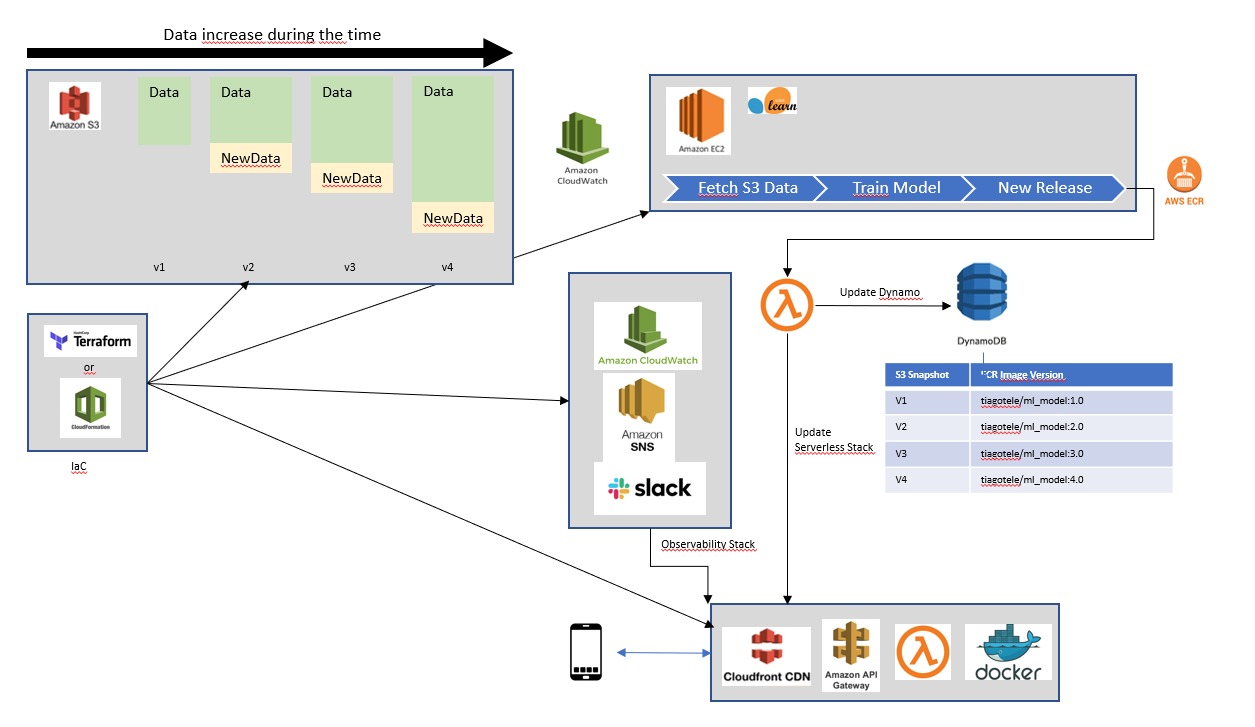 Data increase during the time
Amazon S3
Data
Data
Data
Data
NewData
NewData
NewData
v1
v2
v3
v4
Amazon
CloudWatch
Amazon EC2
learn
Fetch S3 Data
Train Model
New Release
AWS ECR
HashiCorp
Terraform
or
CloudFormation
IaC
Amazon CloudWatch
Amazon
SNS
slack
Observability Stack
Update Dynamo
DynamoDB
S3 Snapshot
ECR Image Version
V1
tiagotele/ml_model:1.0
V2
tiagotele/ml_model:2.0
V3
tiagotele/ml_model:3.0
V4
tiagotele/ml_model:4.0
Update
Serverless Stack
Cloudfront CDN
Amazon API
Gateway
docker